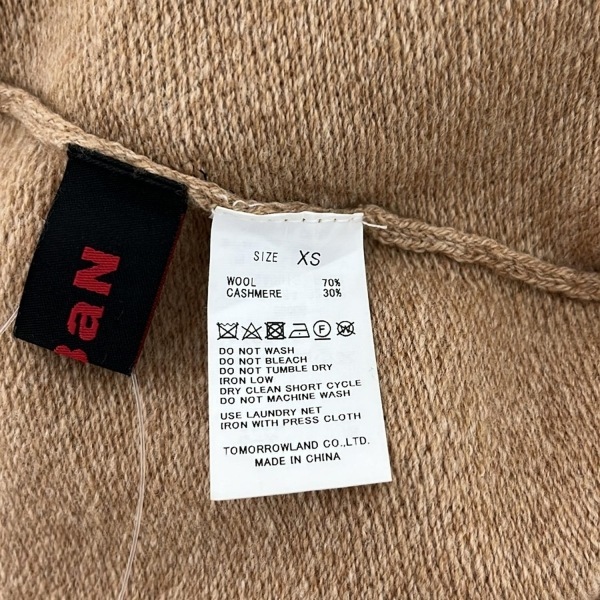 BaN
SIZE XS
WOOL 70%
CASHMERE 30%
F
DO NOT WASH
DO NOT BLEACH
DO NOT TUMBLE DRY
IRON LOW
DRY CLEAN SHORT CYCLE
DO NOT MACHINE WASH
USE LAUNDRY NET
IRON WITH PRESS CLOTH
TOMORROWLAND CO.,LTD.
MADE IN CHINA